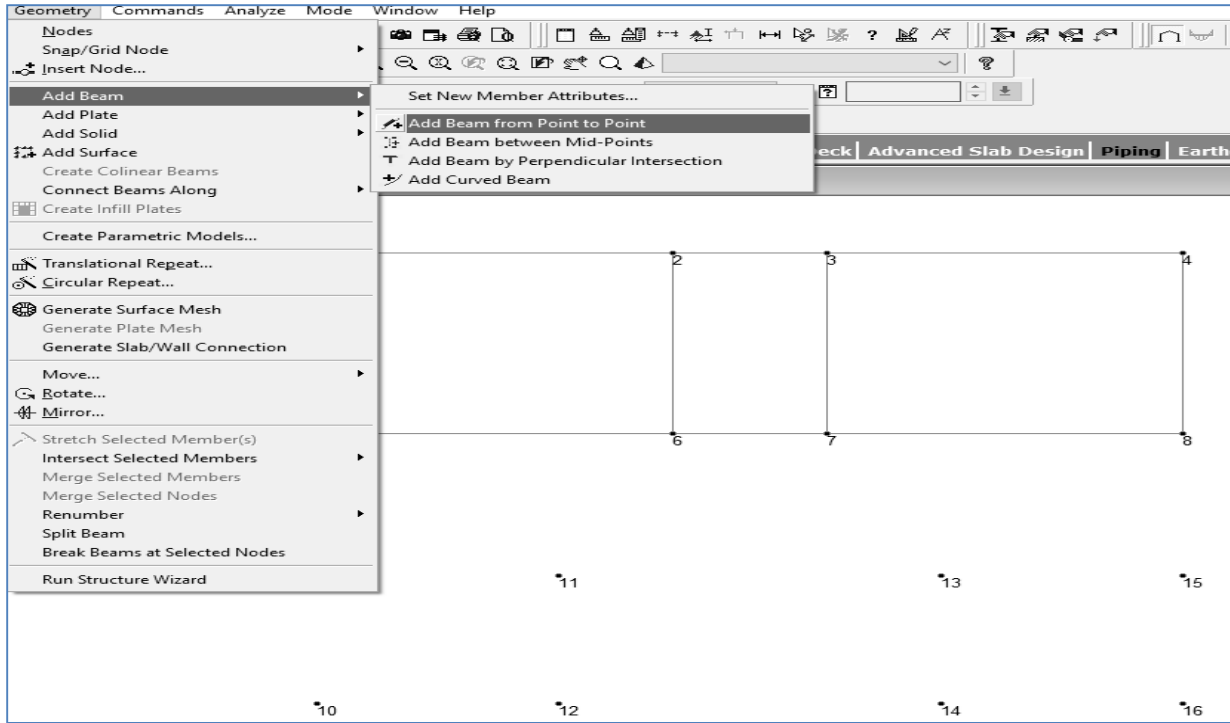 Geometry Commands Analyze Mode Window Help
Nodes
Snap/Grid Node
Insert Node...
Add Beam
Add Plate
Add Solid
Add Surface
Create Colinear Beams
Connect Beams Along
Create Infill Plates
Create Parametric Models...
Translational Repeat...
Circular Repeat...
Generate Surface Mesh
Generate Plate Mesh
Generate Slab/Wall Connection
Move...
Rotate...
Mirror...
Stretch Selected Member(s)
Intersect Selected Members
Merge Selected Members
Merge Selected Nodes
Renumber
Split Beam
Break Beams at Selected Nodes
Run Structure Wizard
Set New Member Attributes...
Add Beam from Point to Point
Add Beam between Mid-Points
Add Beam by Perpendicular Intersection
Add Curved Beam
eck Advanced Slab Design Piping Earth
2 3 4
6 7 8
11 13 15
10 12 14 16